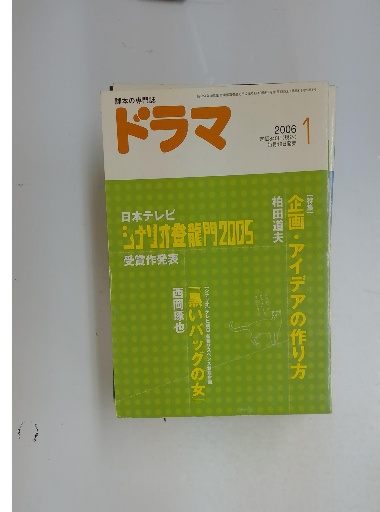 脚本の専門誌
ドラマ
2006 1
日本テレビ
シナリオ登龍門2005
受賞作発表
[特集]
企画・アイデアの作り方
柏田道夫
「黒いバッグの女」
西岡琢也